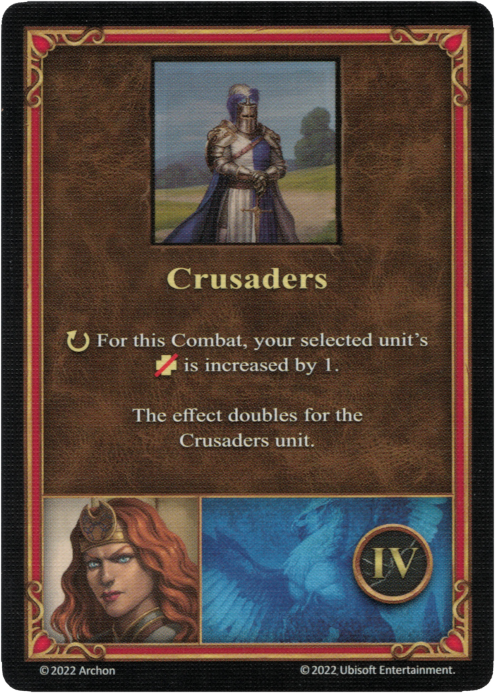 Crusaders
For this Combat, your selected unit's
is increased by 1.
The effect doubles for the
Crusaders unit.
IV
© 2022 Archon
© 2022 Ubisoft Entertainment.